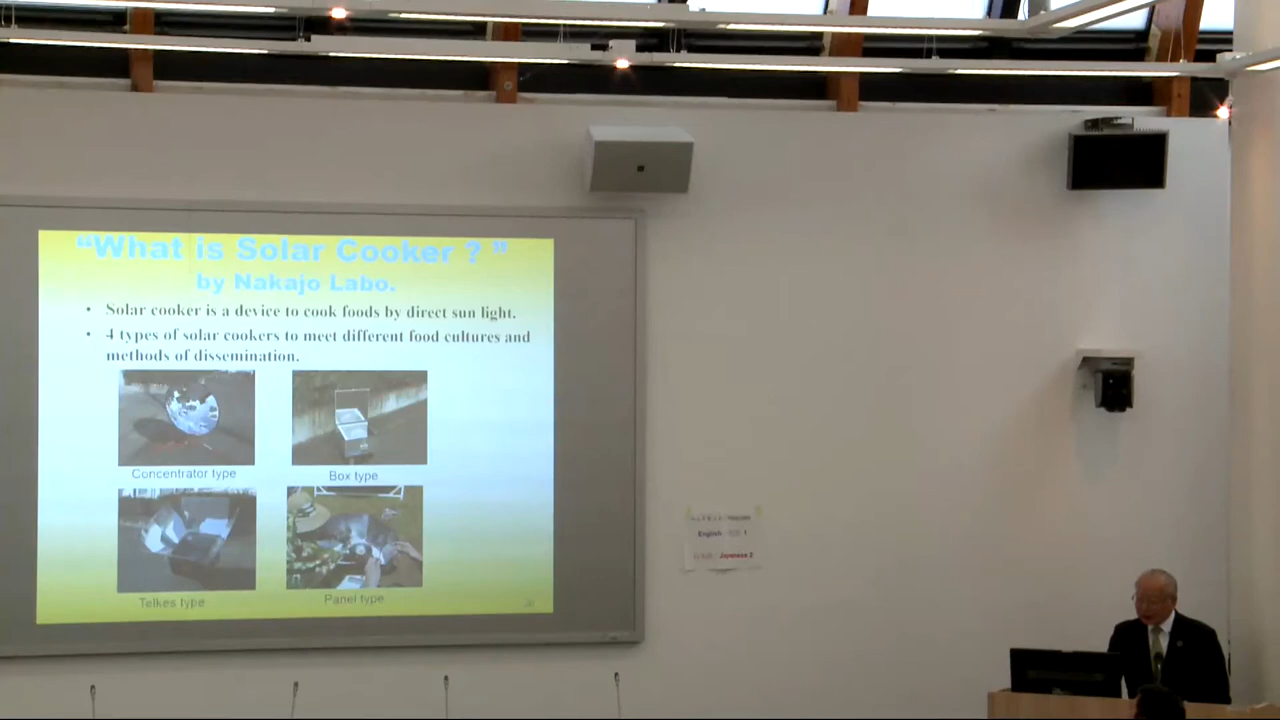 “What is Solar Cooker ? ”
by Nakajo Labo.
• Solar cooker is a device to cook foods by direct sun light.
• 4 types of solar cookers to meet different food cultures and
methods of dissemination.
Concentrator type
Box type
Telkes type
Panel type
English 1
Japanese 2